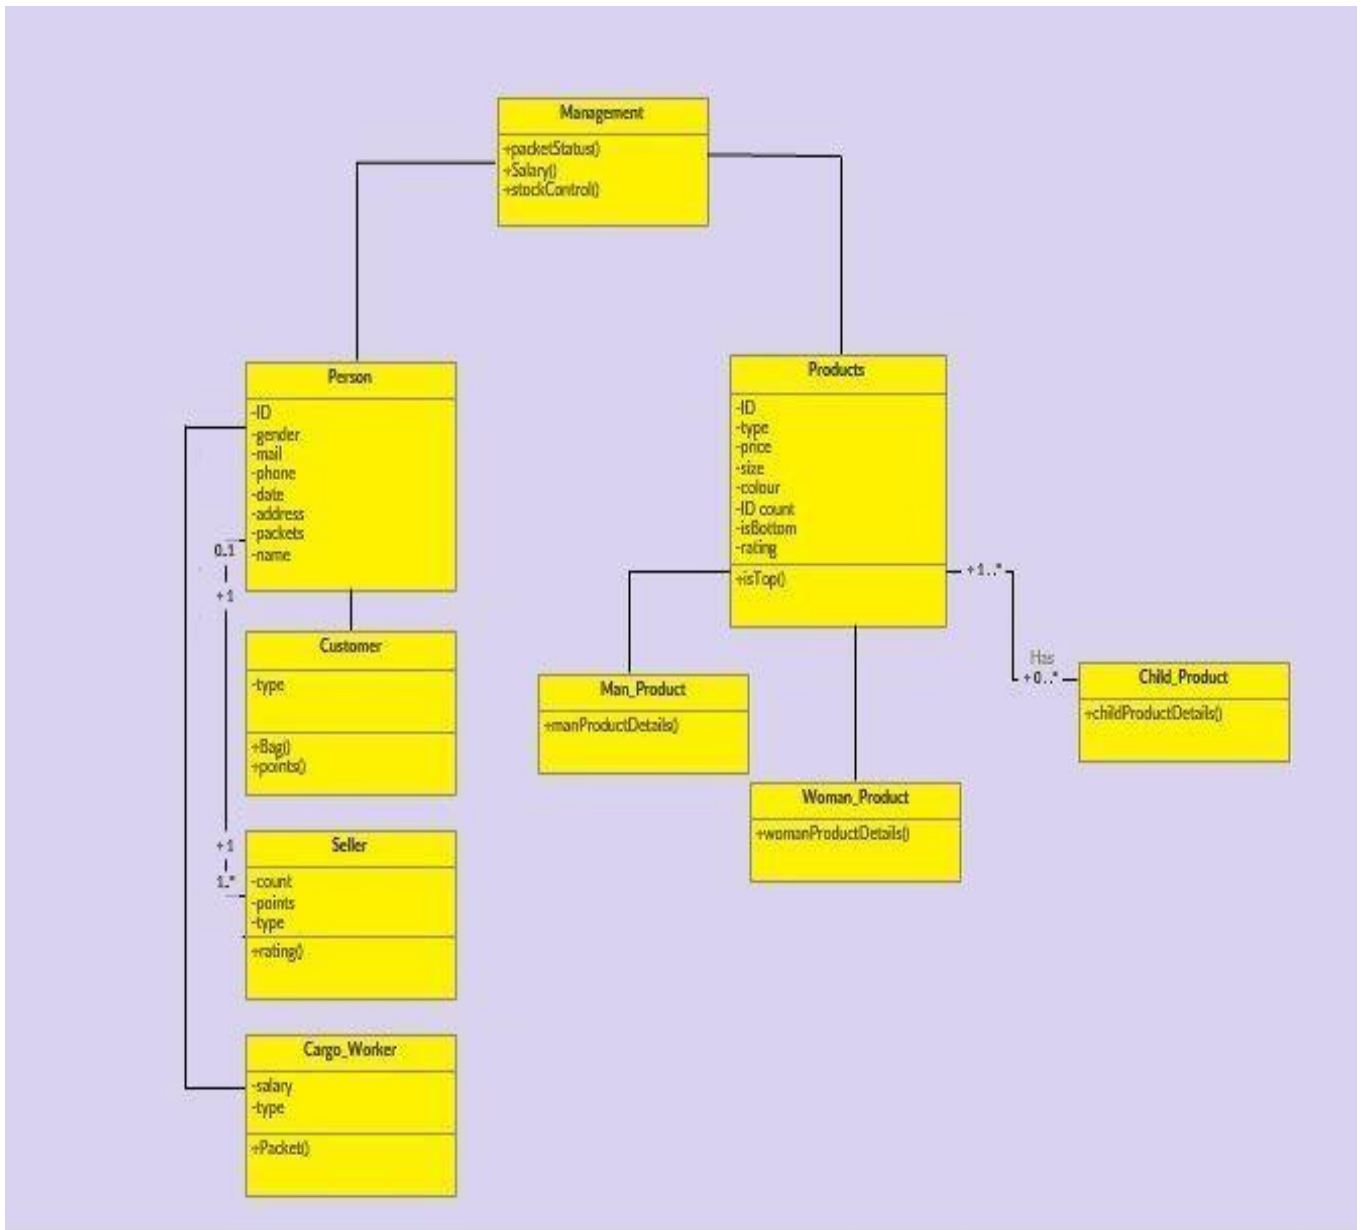 Management
+packetStatus()
+Salary()
+stockControl()
Person
-ID
-gender
-mail
-phone
-date
-address
-packets
-name
0..1
+1
Products
-ID
-type
-price
-size
-colour
-ID count
-isBottom
-rating
+isTop()
+1..*
Has
+0..*
Customer
-type
+Bag()
+points()
Man_Product
+manProductDetails()
Child_Product
+childProductDetails()
Woman_Product
+womanProductDetails()
+1
1..*
Seller
-count
-points
-type
+rating()
Cargo_Worker
-salary
-type
+Packet()